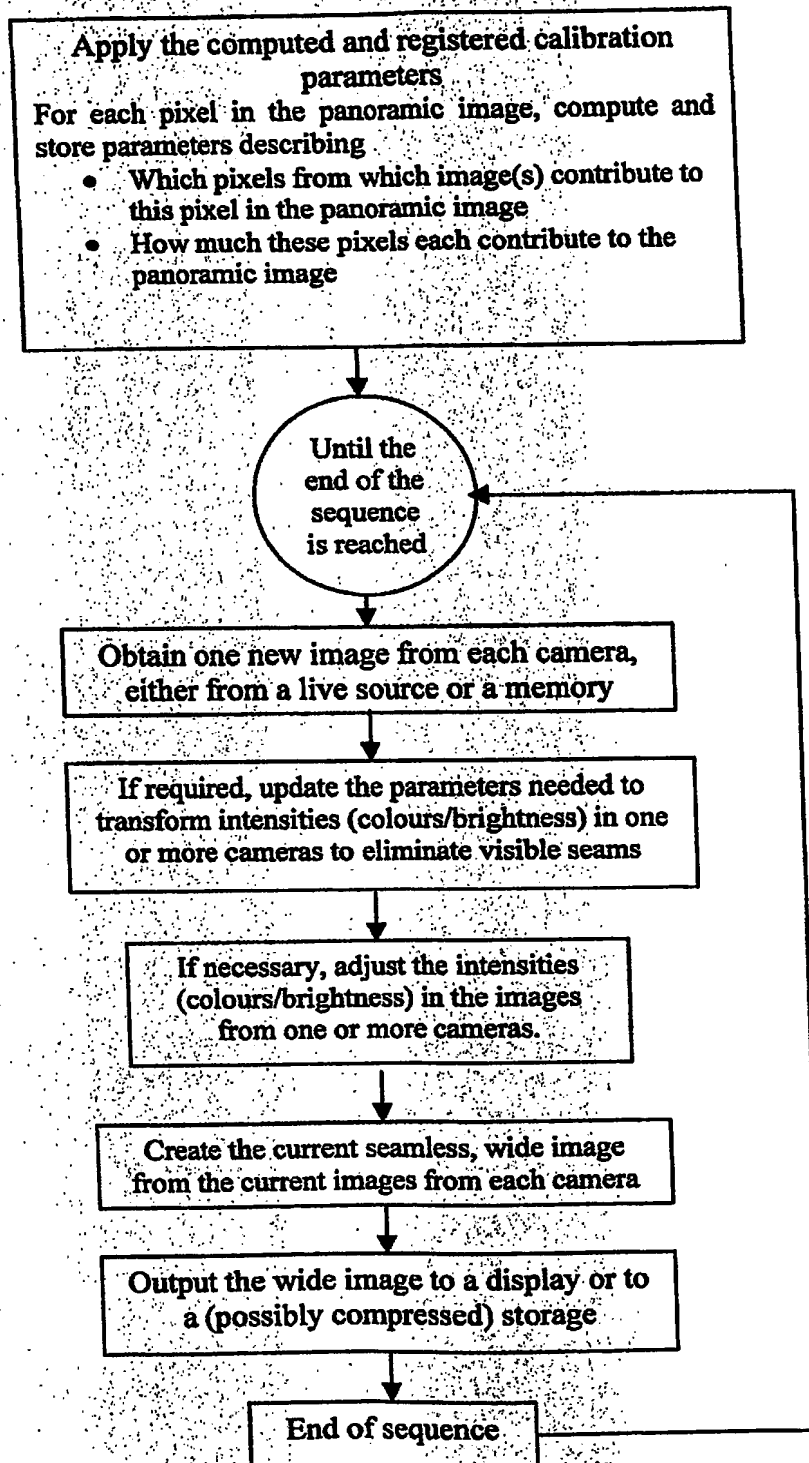 Apply the computed and registered calibration
parameters
For each pixel in the panoramic image, compute and
store parameters describing
• Which pixels from which image(s) contribute to
this pixel in the panoramic image
• How much these pixels each contribute to the
panoramic image
Until the
end of the
sequence
is reached
Obtain one new image from each camera,
either from a live source or a memory
If required, update the parameters needed to
transform intensities (colours/brightness) in one
or more cameras to eliminate visible seams
If necessary, adjust the intensities
(colours/brightness) in the images
from one or more cameras.
Create the current seamless, wide image
from the current images from each camera
Output the wide image to a display or to
a (possibly compressed) storage
End of sequence